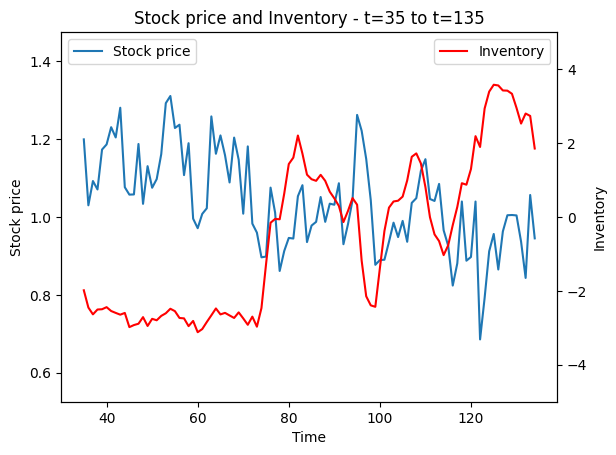 Stock price and Inventory - t=35 to t=135
Stock price
Inventory
1.4
1.2
1.0
0.8
0.6
Stock price
4
2
0
−2
−4
Inventory
40
60
80
100
120
Time